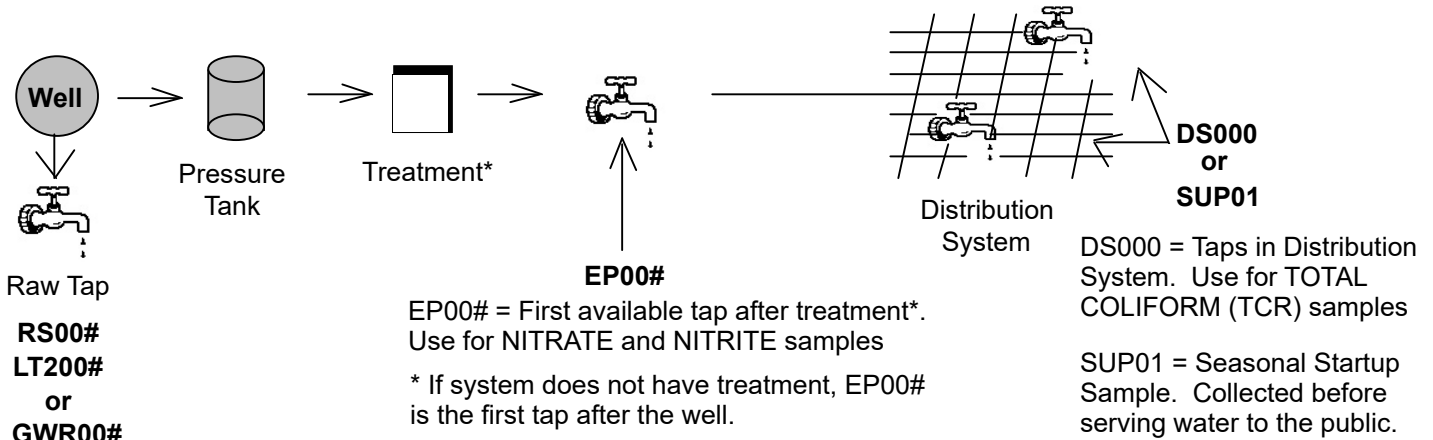 Well
Pressure
Tank
Treatment*
Raw Tap
RS00#
LT200#
or
GWR00#
EP00#
EP00# = First available tap after treatment*.
Use for NITRATE and NITRITE samples
* If system does not have treatment, EP00#
is the first tap after the well.
Distribution
System
DS000
or
SUP01
DS000 = Taps in Distribution
System. Use for TOTAL
COLIFORM (TCR) samples
SUP01 = Seasonal Startup
Sample. Collected before
serving water to the public.